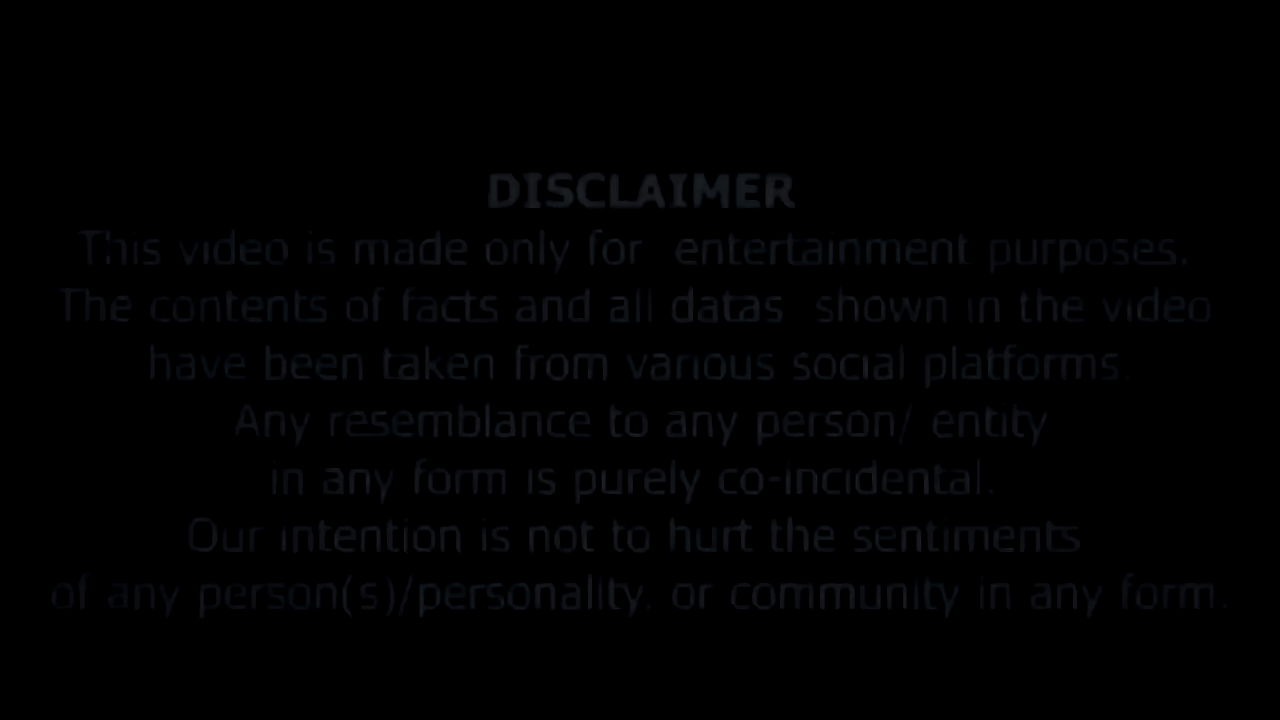 DISCLAIMER
This video is made only for entertainment purposes.
The contents of facts and all datas shown in the video
have been taken from various social platforms.
Any resemblance to any person/ entity
in any form is purely co-incidental.
Our intention is not to hurt the sentiments
of any person(s)/personality. or community in any form.